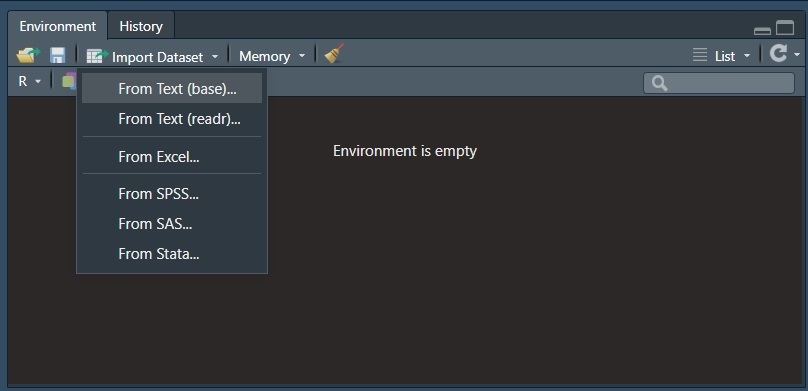 Environment History
Import Dataset Memory List
R
From Text (base)...
From Text (readr)...
Environment is empty
From Excel...
From SPSS...
From SAS...
From Stata...